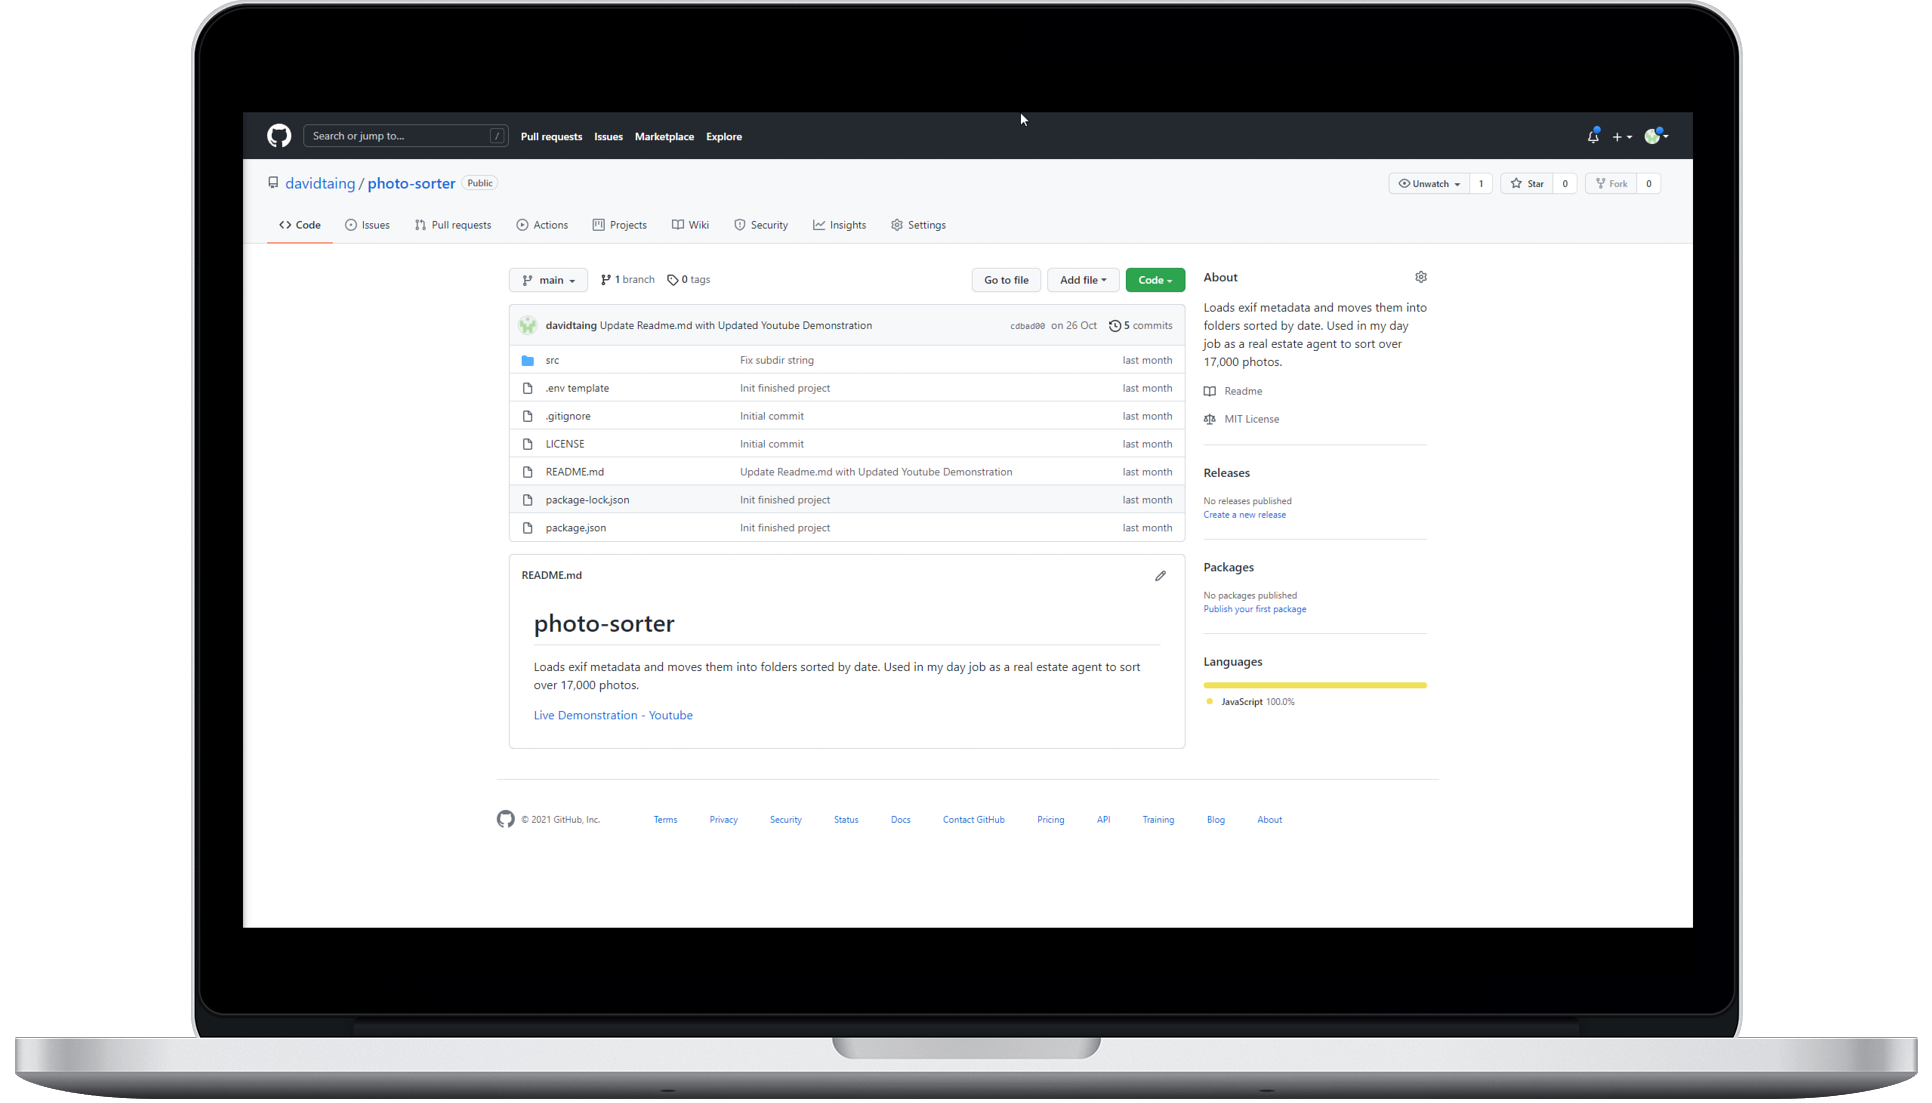 Search or jump to... /
Pull requests Issues Marketplace Explore
davidtaing / photo-sorter Public
Unwatch 1 Star 0 Fork 0
Code Issues Pull requests Actions Projects Wiki Security Insights Settings
main 1 branch 0 tags Go to file Add file Code
davidtaing Update Readme.md with Updated Youtube Demonstration cdbad00 on 26 Oct 5 commits
src Fix subdir string last month
.env template Init finished project last month
.gitignore Initial commit last month
LICENSE Initial commit last month
README.md Update Readme.md with Updated Youtube Demonstration last month
package-lock.json Init finished project last month
package.json Init finished project last month
README.md
photo-sorter
Loads exif metadata and moves them into folders sorted by date. Used in my day job as a real estate agent to sort
over 17,000 photos.
Live Demonstration - Youtube
About
Loads exif metadata and moves them into
folders sorted by date. Used in my day
job as a real estate agent to sort over
17,000 photos.
Readme
MIT License
Releases
No releases published
Create a new release
Packages
No packages published
Publish your first package
Languages
JavaScript 100.0%
© 2021 GitHub, Inc. Terms Privacy Security Status Docs Contact GitHub Pricing API Training Blog About